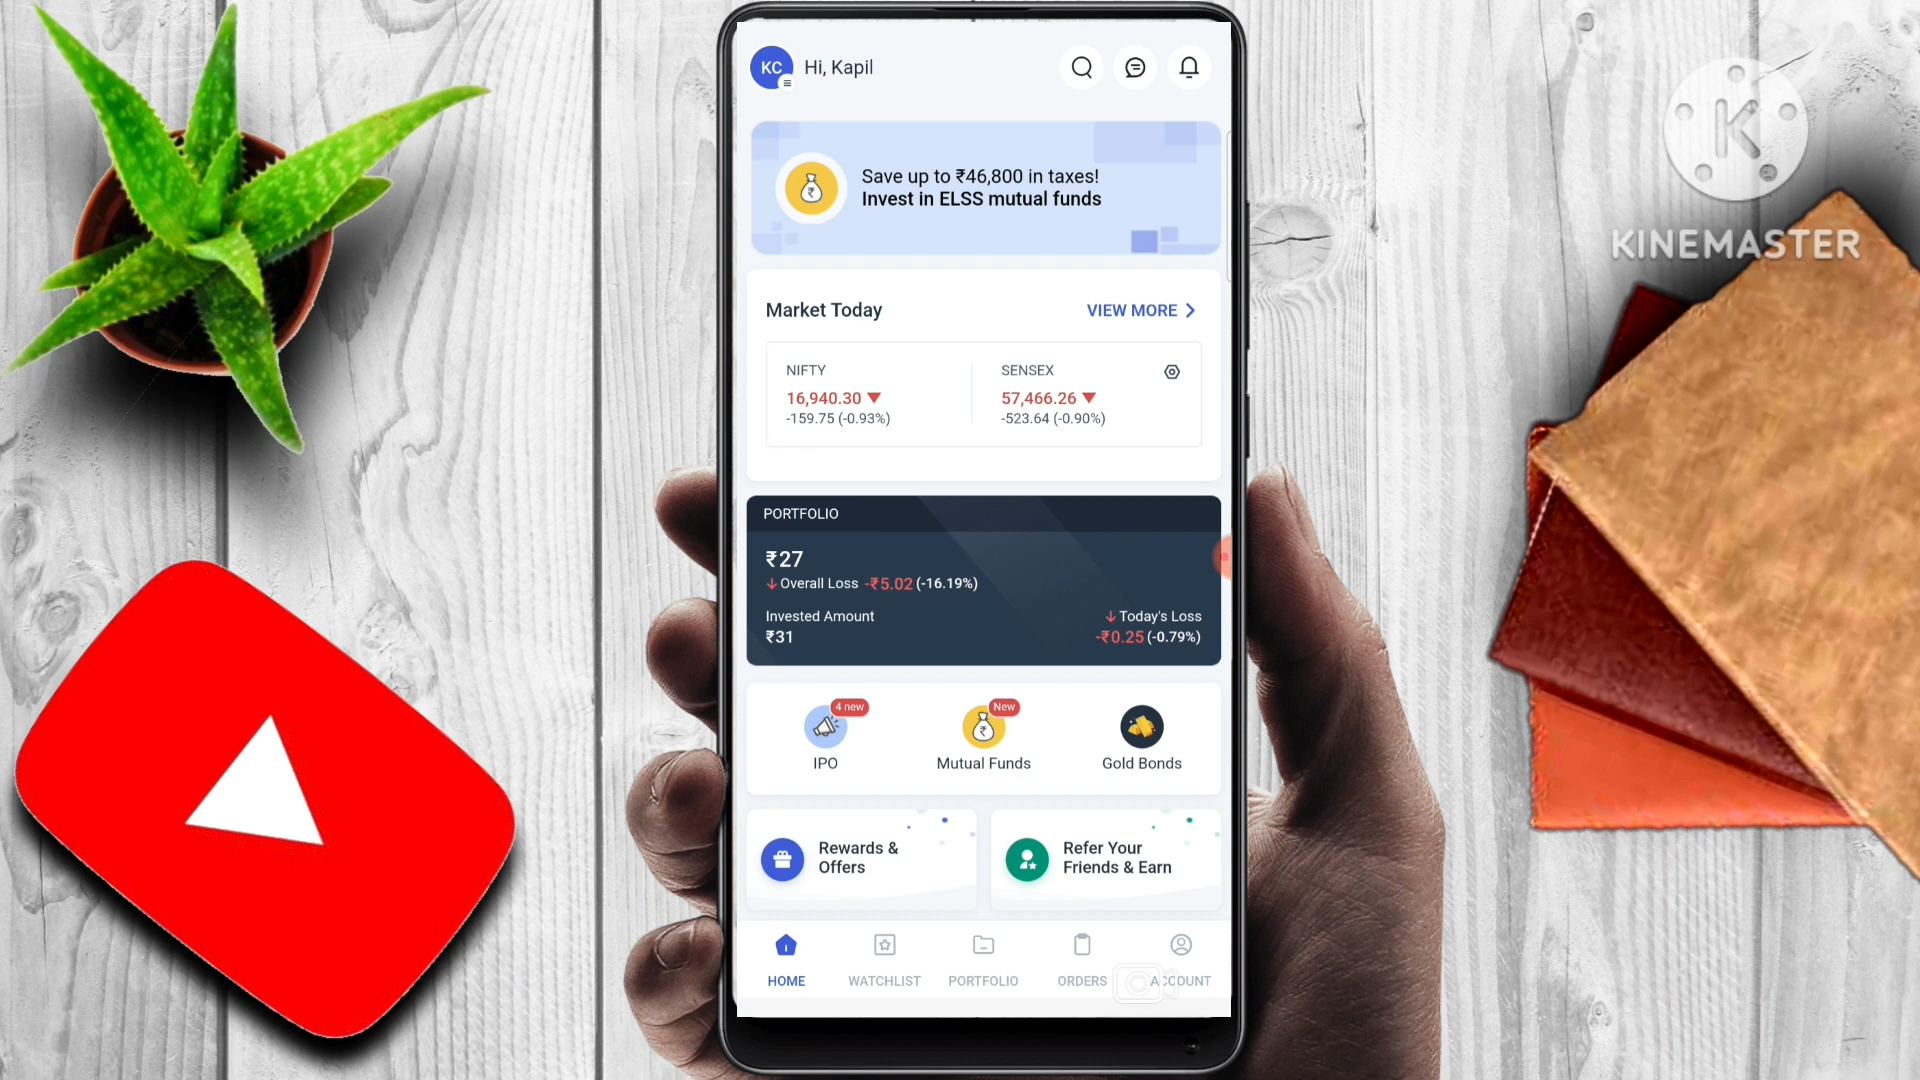 KC
Hi, Kapil
KINEMASTER
Save up to ₹46,800 in taxes!
Invest in ELSS mutual funds
Market Today
VIEW MORE
NIFTY
16,940.30
-159.75 (-0.93%)
SENSEX
57,466.26
-523.64 (-0.90%)
PORTFOLIO
₹27
Overall Loss -₹5.02 (-16.19%)
Invested Amount
₹31
Today's Loss
-₹0.25 (-0.79%)
4 new
IPO
New
Mutual Funds
Gold Bonds
Rewards &
Offers
Refer Your
Friends & Earn
HOME
WATCHLIST
PORTFOLIO
ORDERS
ACCOUNT